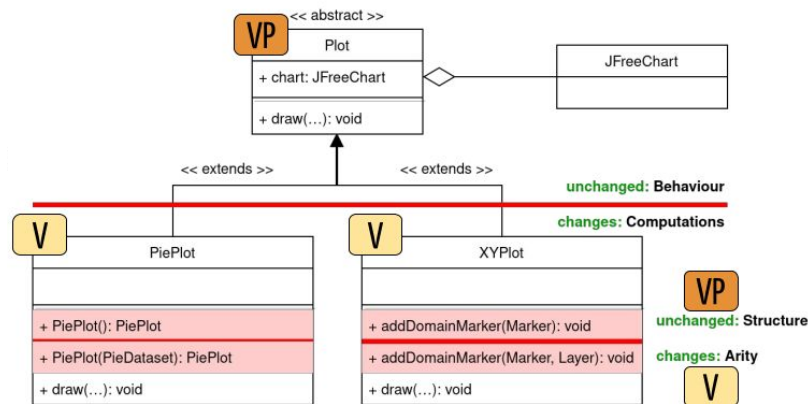 << abstract >>
VP
Plot
+ chart: JFreeChart
+ draw(...): void
JFreeChart
<< extends >>
<< extends >>
unchanged: Behaviour
changes: Computations
V
PiePlot
+ PiePlot(): PiePlot
+ PiePlot(PieDataset): PiePlot
+ draw(...): void
V
XYPlot
+ addDomainMarker(Marker): void
+ addDomainMarker(Marker, Layer): void
+ draw(...): void
VP
unchanged: Structure
changes: Arity
V